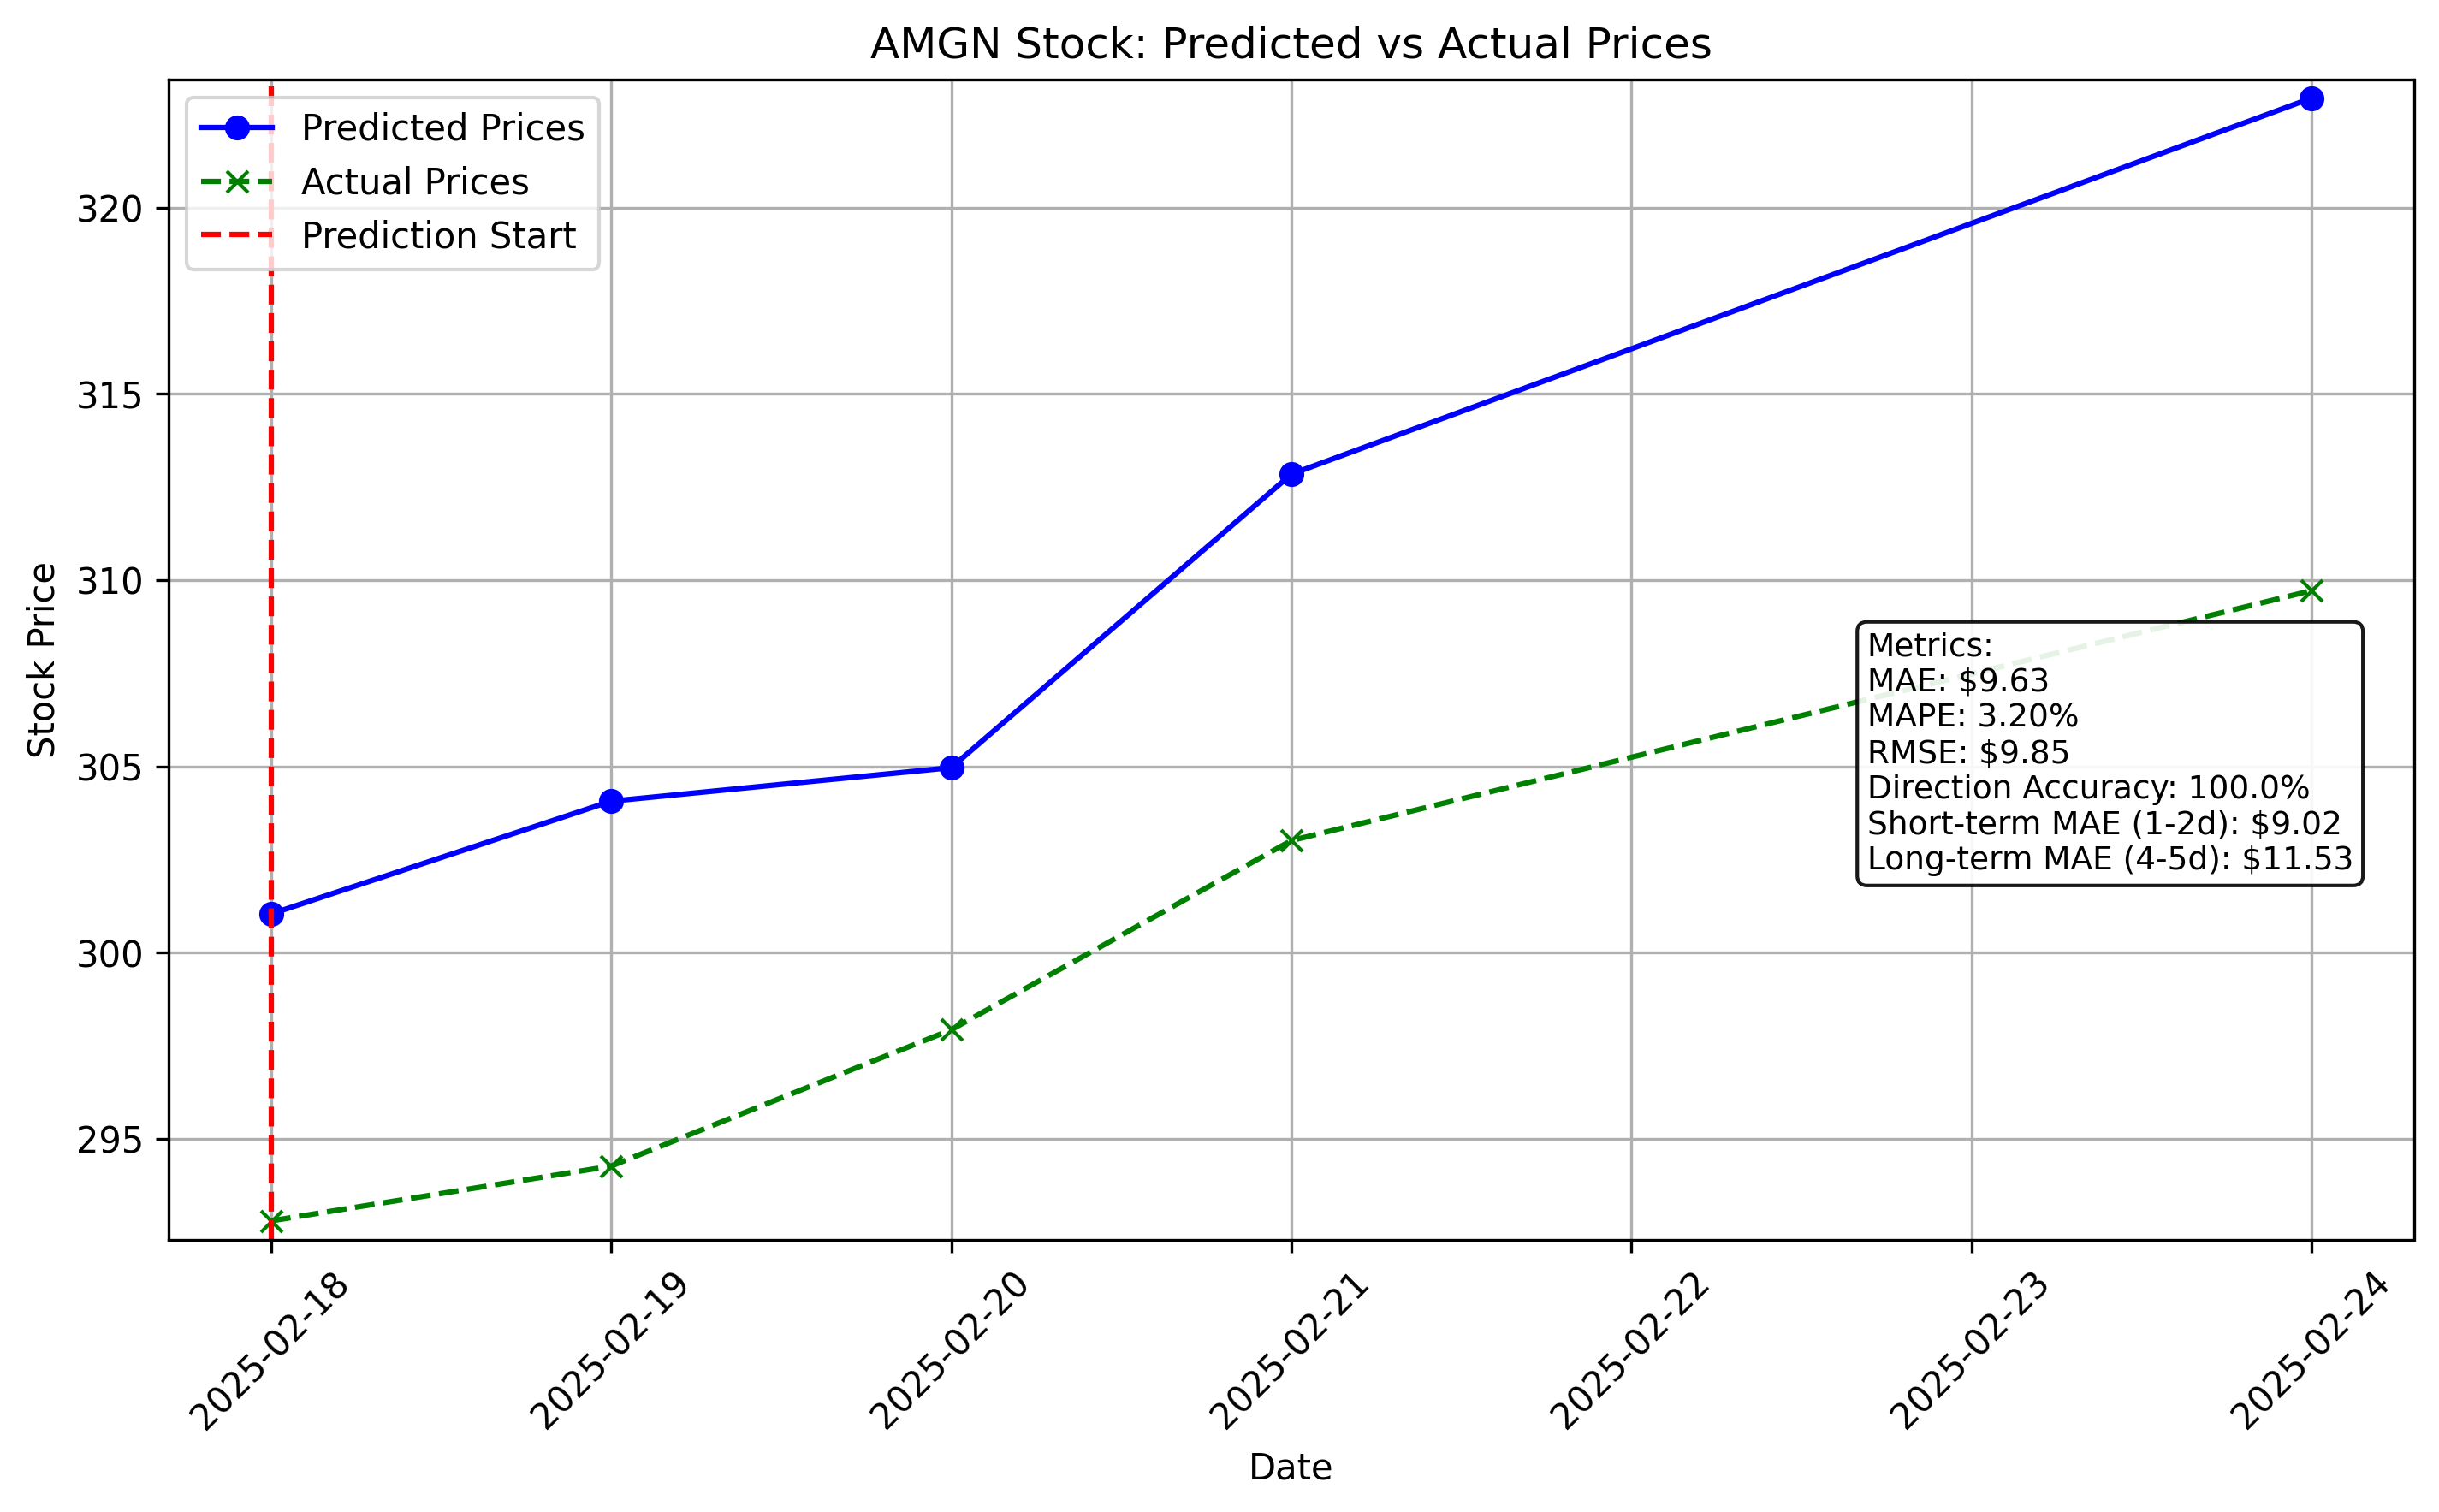 AMGN Stock: Predicted vs Actual Prices
Predicted Prices
Actual Prices
Prediction Start
320
315
310
305
300
295
Stock Price
Metrics:
MAE: $9.63
MAPE: 3.20%
RMSE: $9.85
Direction Accuracy: 100.0%
Short-term MAE (1-2d): $9.02
Long-term MAE (4-5d): $11.53
2025-02-18
2025-02-19
2025-02-20
2025-02-21
2025-02-22
2025-02-23
2025-02-24
Date